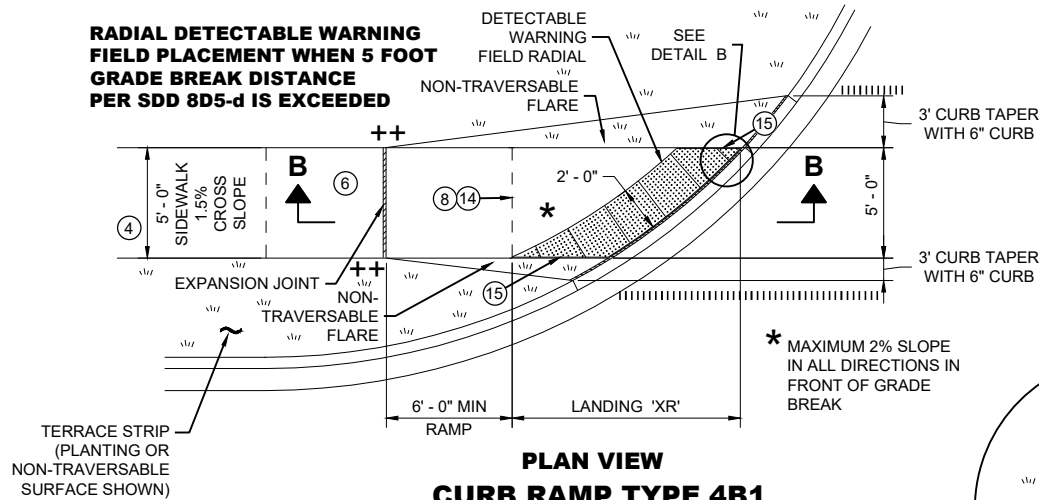 RADIAL DETECTABLE WARNING
FIELD PLACEMENT WHEN 5 FOOT
GRADE BREAK DISTANCE
PER SDD 8D5-d IS EXCEEDED
DETECTABLE
WARNING
FIELD RADIAL
NON-TRAVERSABLE
FLARE
SEE
DETAIL B
15
3' CURB TAPER
WITH 6" CURB
++
4
5' - 0"
SIDEWALK
1.5%
CROSS
SLOPE
B
6
8 14
*
2' - 0"
B
5' - 0"
++
EXPANSION JOINT
NON-
TRAVERSABLE
FLARE
15
3' CURB TAPER
WITH 6" CURB
* MAXIMUM 2% SLOPE
IN ALL DIRECTIONS IN
FRONT OF GRADE
BREAK
6' - 0" MIN
RAMP
LANDING 'XR'
TERRACE STRIP
(PLANTING OR
NON-TRAVERSABLE
SURFACE SHOWN)
PLAN VIEW
CURB RAMP TYPE 4B1